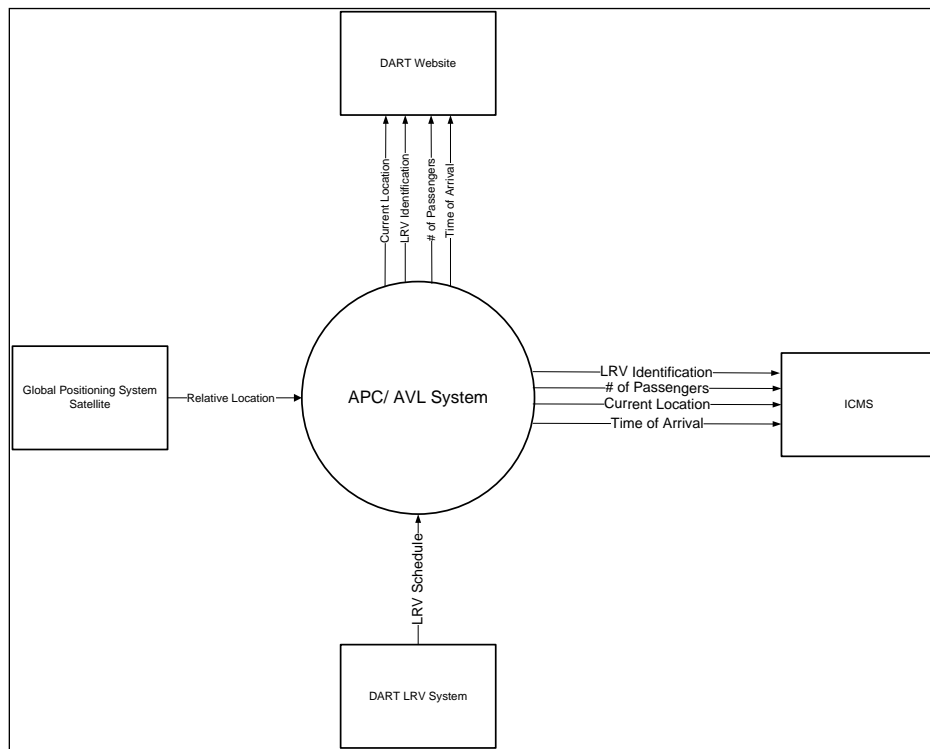 DART Website
Current Location
LRV Identification
# of Passengers
Time of Arrival
Global Positioning System
Satellite
Relative Location
APC/ AVL System
LRV Identification
# of Passengers
Current Location
Time of Arrival
ICMS
LRV Schedule
DART LRV System